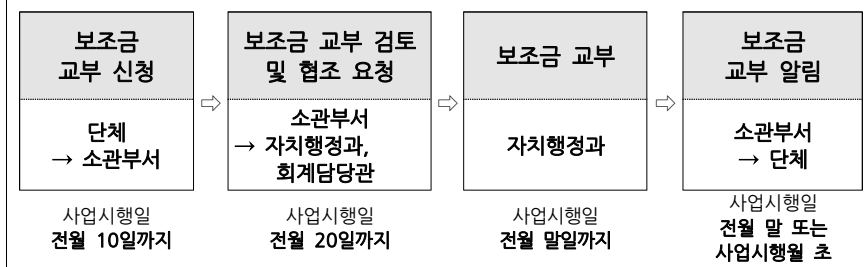 보조금
교부 신청
단체
→ 소관부서
사업시행일
전월 10일까지
⇨
보조금 교부 검토
및 협조 요청
소관부서
→ 자치행정과,
회계담당관
사업시행일
전월 20일까지
⇨
보조금 교부
자치행정과
사업시행일
전월 말일까지
⇨
보조금
교부 알림
소관부서
→ 단체
사업시행일
전월 말 또는
사업시행월 초